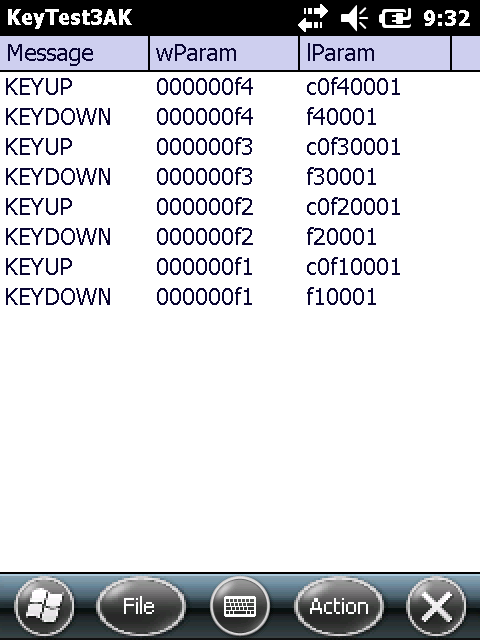 KeyTest3AK 9:32
Message wParam lParam
KEYUP 000000f4 c0f40001
KEYDOWN 000000f4 f40001
KEYUP 000000f3 c0f30001
KEYDOWN 000000f3 f30001
KEYUP 000000f2 c0f20001
KEYDOWN 000000f2 f20001
KEYUP 000000f1 c0f10001
KEYDOWN 000000f1 f10001
File Action